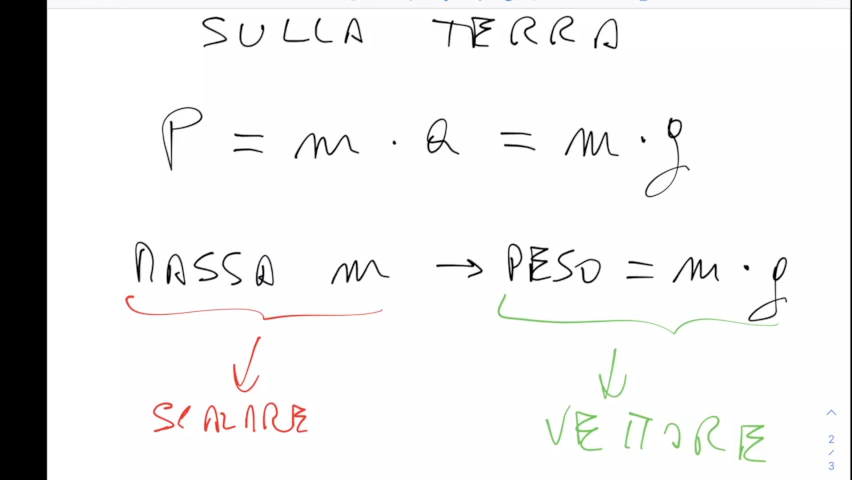 SULLA TERRA
P = m · a = m · g
MASSA m → PESO = m · g
SCALARE VETTORE
2
/
3